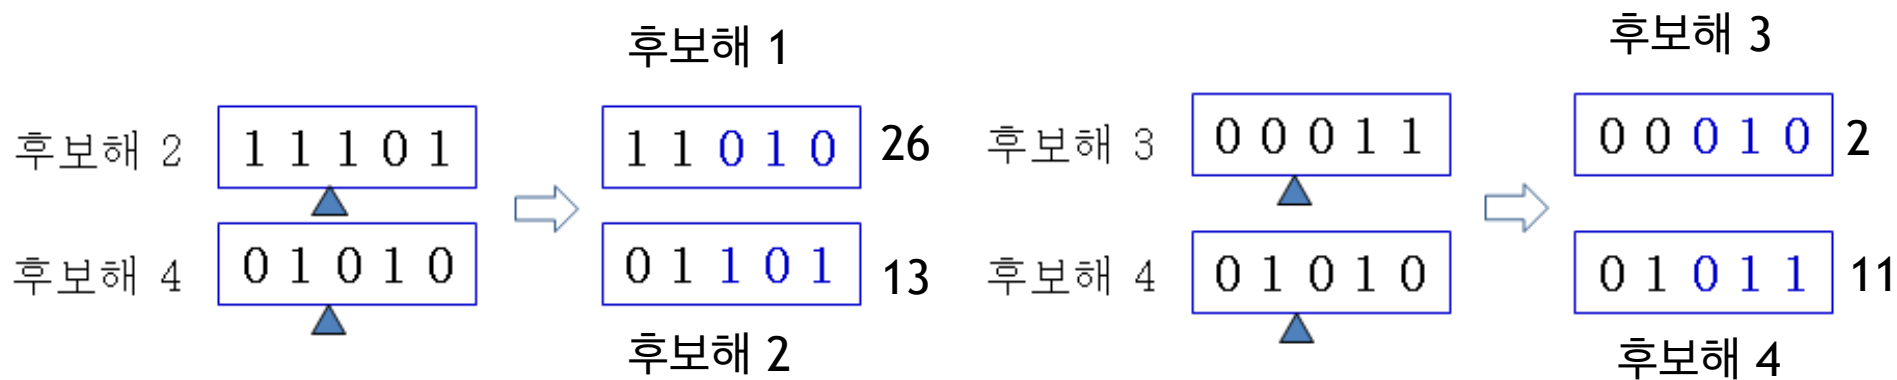 후보해 1
후보해 2 1 1 1 0 1 1 1 0 1 0 26
후보해 4 0 1 0 1 0 0 1 1 0 1 13
후보해 2
후보해 3
후보해 3 0 0 0 1 1 0 0 0 1 0 2
후보해 4 0 1 0 1 0 0 1 0 1 1 11
후보해 4